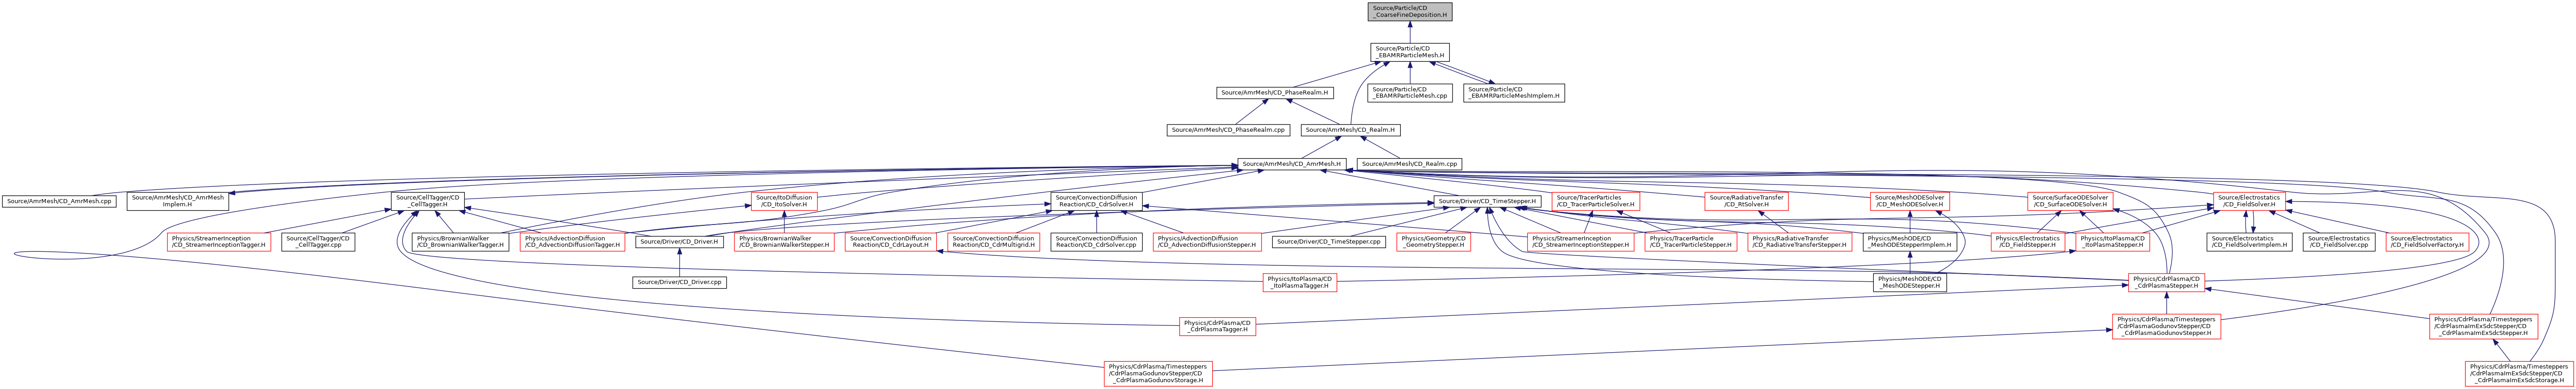 Source/Particle/CD
_CoarseFineDeposition.H
Source/Particle/CD
_EBAMRParticleMesh.H
Source/AmrMesh/CD_PhaseRealm.H
Source/Particle/CD
_EBAMRParticleMesh.cpp
Source/Particle/CD
_EBAMRParticleMeshImplem.H
Source/AmrMesh/CD_PhaseRealm.cpp
Source/AmrMesh/CD_Realm.H
Source/AmrMesh/CD_AmrMesh.H
Source/AmrMesh/CD_Realm.cpp
Source/AmrMesh/CD_AmrMesh.cpp
Source/AmrMesh/CD_AmrMesh
Implem.H
Source/CellTagger/CD
_CellTagger.H
Source/ItoDiffusion
/CD_ItoSolver.H
Source/ConvectionDiffusion
Reaction/CD_CdrSolver.H
Source/Driver/CD_TimeStepper.H
Source/TracerParticles
/CD_TracerParticleSolver.H
Source/RadiativeTransfer
/CD_RtSolver.H
Source/MeshODESolver
/CD_MeshODESolver.H
Source/SurfaceODESolver
/CD_SurfaceODESolver.H
Source/Electrostatics
/CD_FieldSolver.H
Physics/StreamerInception
/CD_StreamerInceptionTagger.H
Source/CellTagger/CD
_CellTagger.cpp
Physics/BrownianWalker
/CD_BrownianWalkerTagger.H
Physics/AdvectionDiffusion
/CD_AdvectionDiffusionTagger.H
Source/Driver/CD_Driver.H
Physics/BrownianWalker
/CD_BrownianWalkerStepper.H
Source/ConvectionDiffusion
Reaction/CD_CdrLayout.H
Source/ConvectionDiffusion
Reaction/CD_CdrMultigrid.H
Source/ConvectionDiffusion
Reaction/CD_CdrSolver.cpp
Physics/AdvectionDiffusion
/CD_AdvectionDiffusionStepper.H
Source/Driver/CD_TimeStepper.cpp
Physics/Geometry/CD
_GeometryStepper.H
Physics/StreamerInception
/CD_StreamerInceptionStepper.H
Physics/TracerParticle
/CD_TracerParticleStepper.H
Physics/RadiativeTransfer
/CD_RadiativeTransferStepper.H
Physics/MeshODE/CD
_MeshODEStepperImplem.H
Physics/Electrostatics
/CD_FieldStepper.H
Physics/ItoPlasma/CD
_ItoPlasmaStepper.H
Source/Electrostatics
/CD_FieldSolverImplem.H
Source/Electrostatics
/CD_FieldSolver.cpp
Source/Electrostatics
/CD_FieldSolverFactory.H
Source/Driver/CD_Driver.cpp
Physics/ItoPlasma/CD
_ItoPlasmaTagger.H
Physics/MeshODE/CD
_MeshODEStepper.H
Physics/CdrPlasma/CD
_CdrPlasmaStepper.H
Physics/CdrPlasma/CD
_CdrPlasmaTagger.H
Physics/CdrPlasma/Timesteppers
/CdrPlasmaGodunovStepper/CD
_CdrPlasmaGodunovStepper.H
Physics/CdrPlasma/Timesteppers
/CdrPlasmaImExSdcStepper/CD
_CdrPlasmaImExSdcStepper.H
Physics/CdrPlasma/Timesteppers
/CdrPlasmaGodunovStepper/CD
_CdrPlasmaGodunovStorage.H
Physics/CdrPlasma/Timesteppers
/CdrPlasmaImExSdcStepper/CD
_CdrPlasmaImExSdcStorage.H